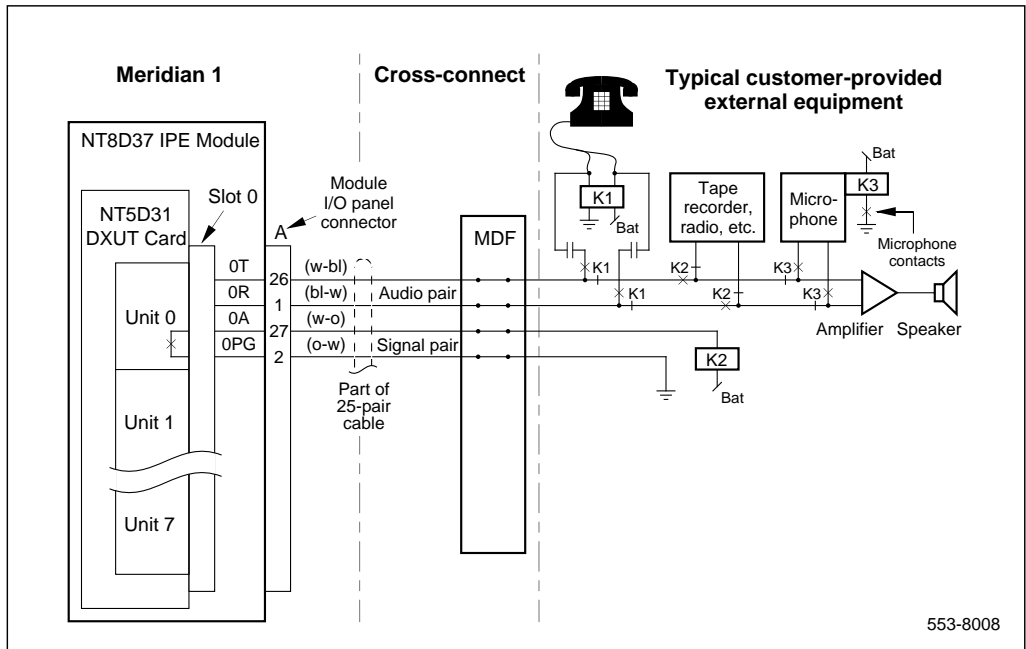 Meridian 1
Cross-connect
Typical customer-provided
external equipment
NT8D37 IPE Module
Slot 0
NT5D31
DXUT Card
Module
I/O panel
connector
A
MDF
K1
Bat
Tape
recorder,
radio, etc.
Micro-
phone
Bat
K3
Microphone
contacts
Unit 0
0T
26
(w-bl)
K1
K2
K3
0R
1
(bl-w)
Audio pair
K1
K2
K3
0A
27
(w-o)
0PG
2
(o-w)
Signal pair
Amplifier
Speaker
K2
Bat
Part of
25-pair
cable
Unit 1
Unit 7
553-8008